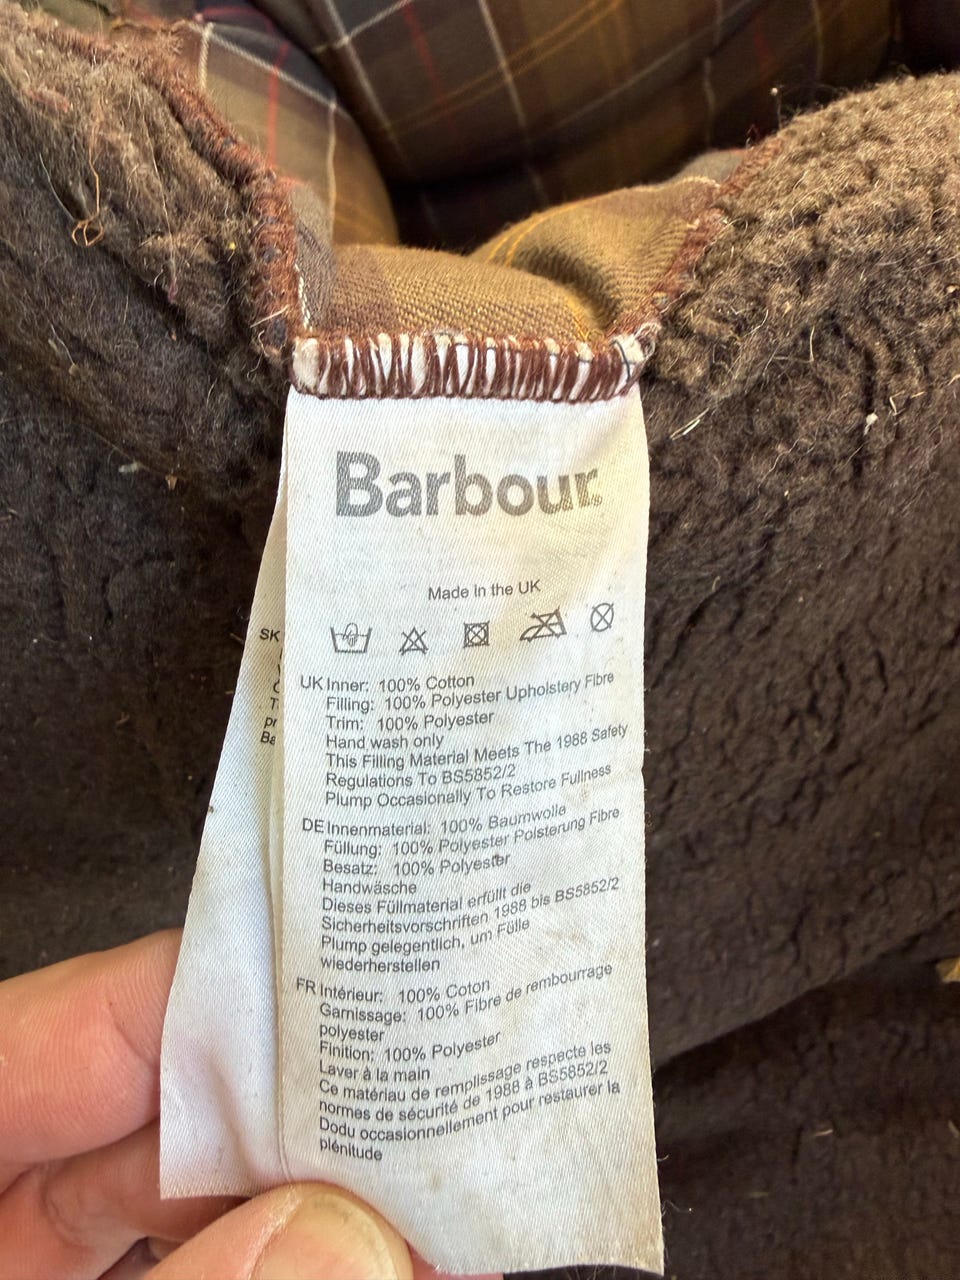 Barbour
Made in the UK
UK Inner: 100% Cotton
Filling: 100% Polyester Upholstery Fibre
Trim: 100% Polyester
Hand wash only
This Filling Material Meets The 1988 Safety
Regulations To BS5852/2
Plump Occasionally To Restore Fullness
DE Innenmaterial: 100% Baumwolle
Füllung: 100% Polyester Polsterung Fibre
Besatz: 100% Polyester
Handwäsche
Dieses Füllmaterial erfüllt die
Sicherheitsvorschriften 1988 bis BS5852/2
Plump gelegentlich, um Fülle
wiederherstellen
FR Intérieur: 100% Coton
Garnissage: 100% Fibre de rembourrage
polyester
Finition: 100% Polyester
Laver à la main
Ce matériau de remplissage respecte les
normes de sécurité de 1988 à BS5852/2
Dodu occasionnellement pour restaurer la
plénitude
SK